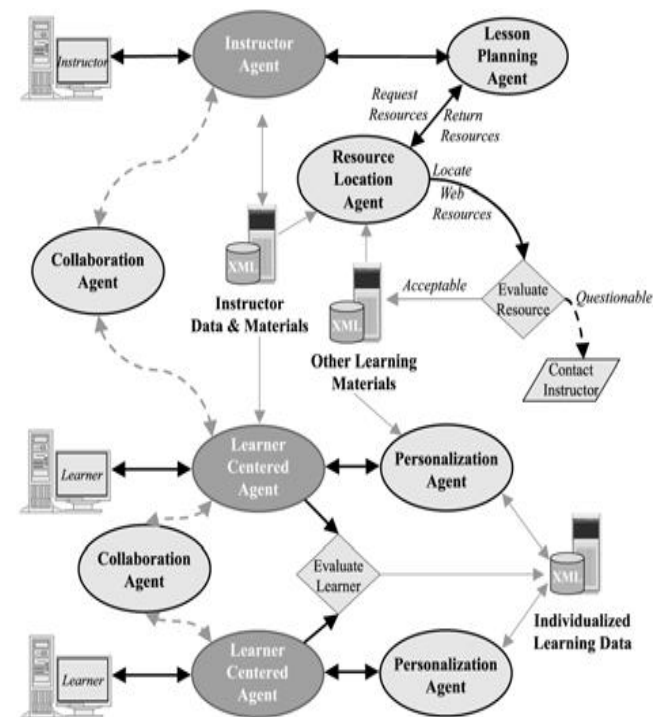 Instructor
Instructor
Agent
Lesson
Planning
Agent
Request
Resources
Return
Resources
Resource
Location
Agent
Locate
Web
Resources
Collaboration
Agent
XML
Instructor
Data & Materials
XML
Other Learning
Materials
Acceptable
Evaluate
Resource
Questionable
Contact
Instructor
Learner
Learner
Centered
Agent
Personalization
Agent
Collaboration
Agent
Evaluate
Learner
XML
Individualized
Learning Data
Learner
Learner
Centered
Agent
Personalization
Agent